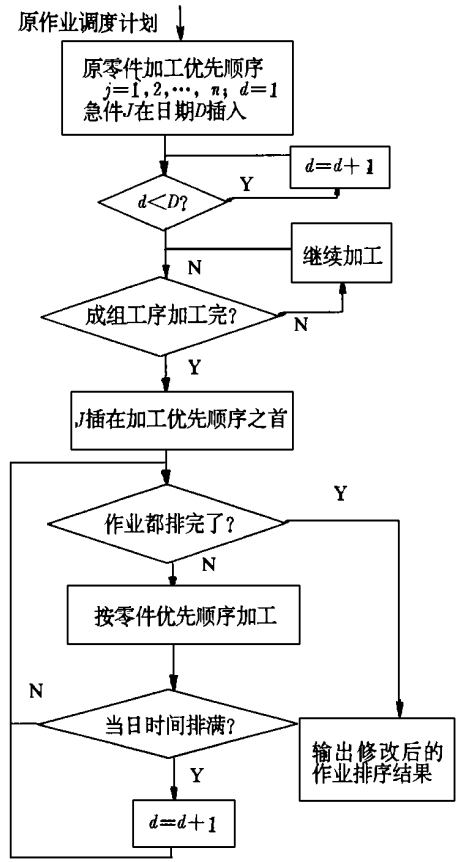 原作业调度计划
原零件加工优先顺序
j=1,2,…, n; d=1
急件J在日期D插入
d=d+1
Y
d<D?
继续加工
N
成组工序加工完?
N
Y
J插在加工优先顺序之首
Y
作业都排完了?
N
按零件优先顺序加工
N
当日时间排满?
输出修改后的
作业排序结果
Y
d=d+1